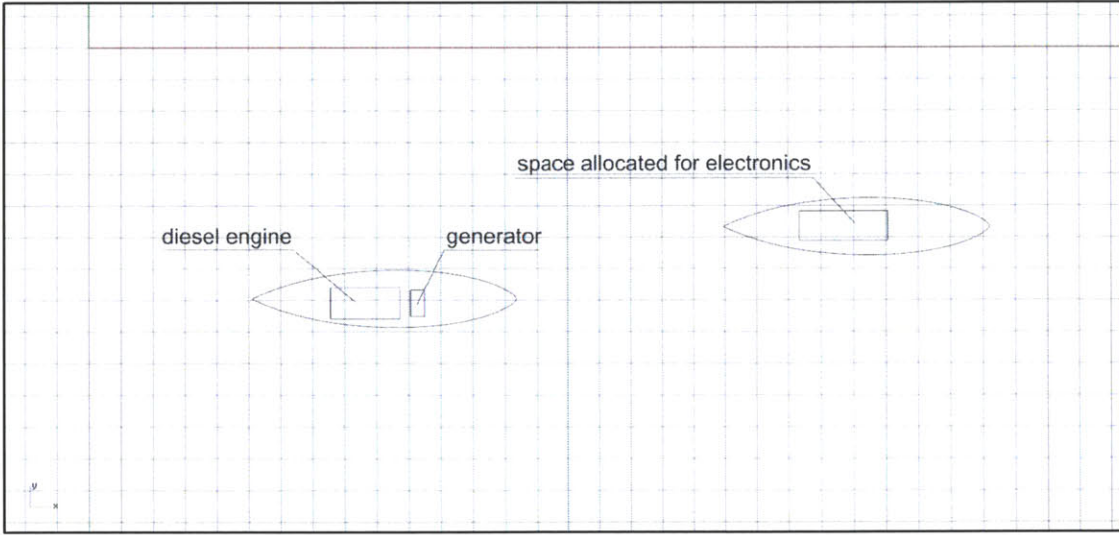 space allocated for electronics
diesel engine
generator
y
x